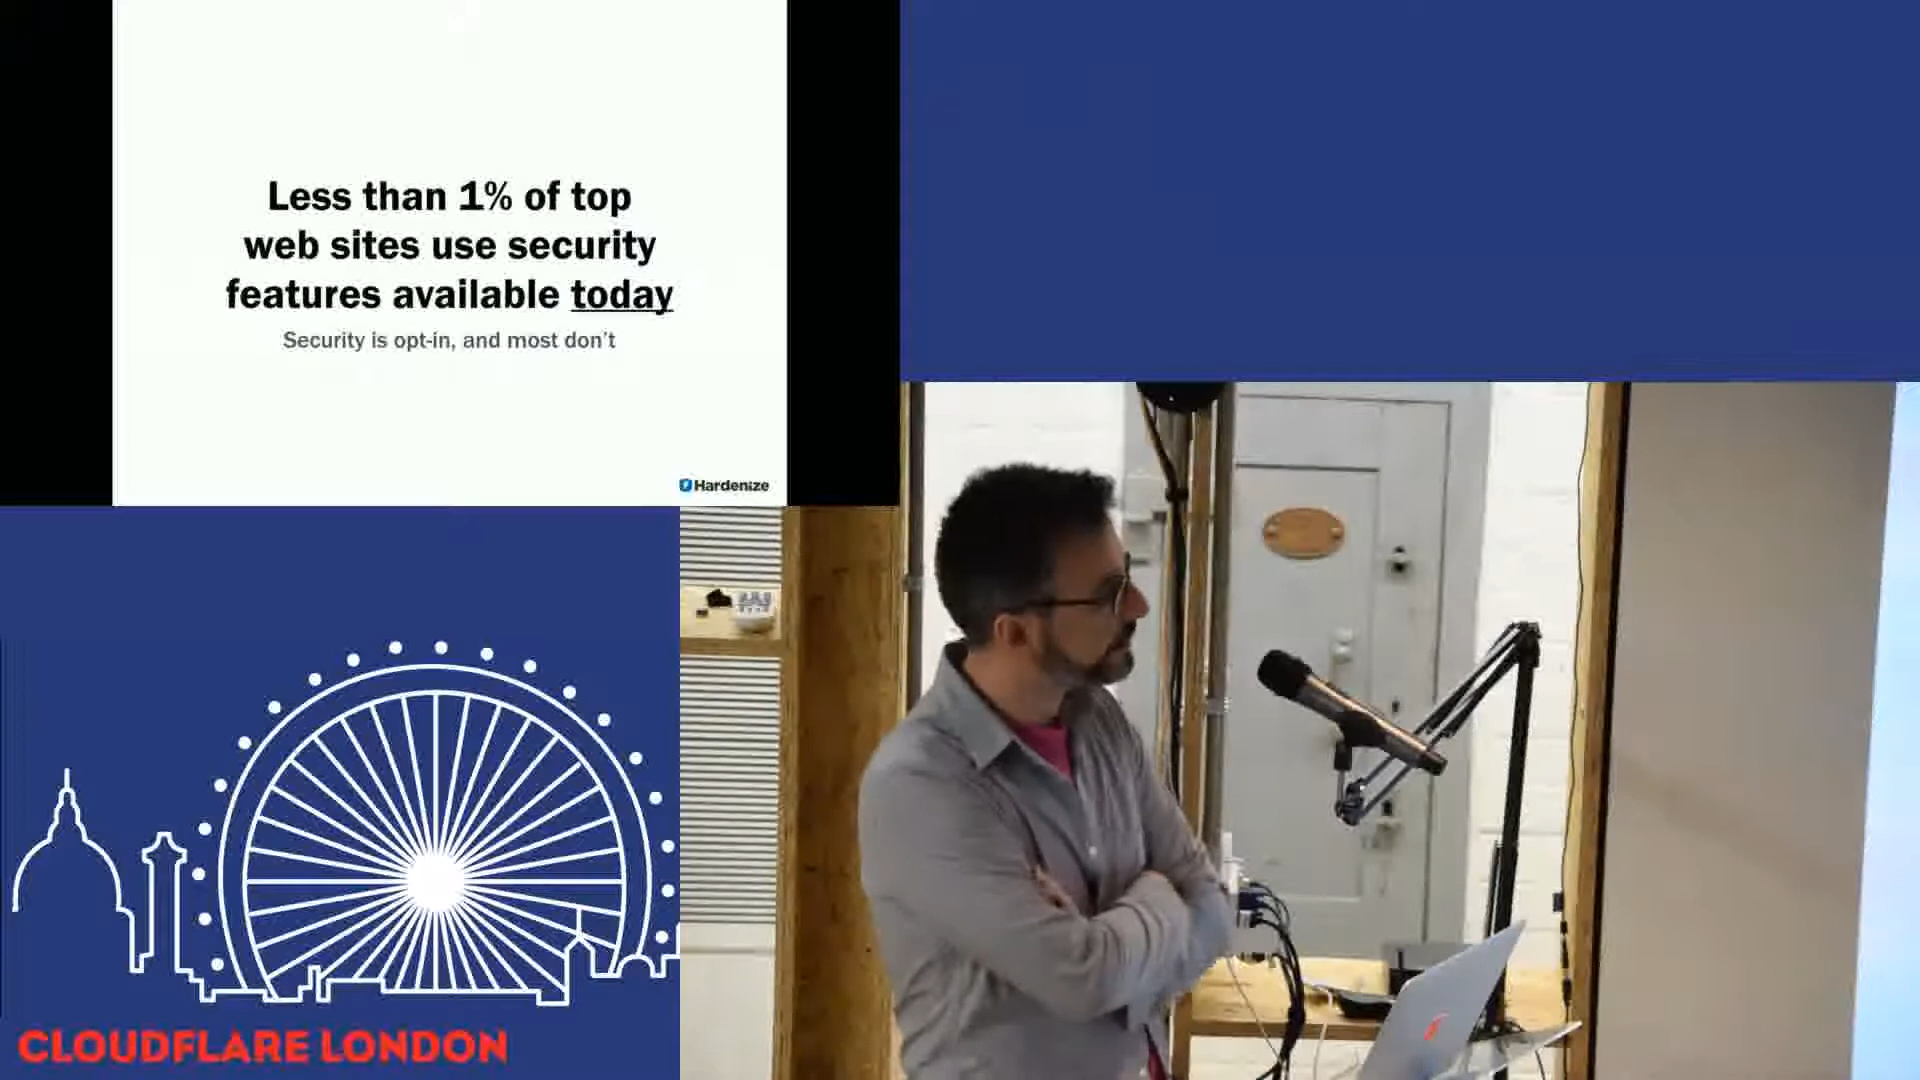 Less than 1% of top
web sites use security
features available today
Security is opt-in, and most don't
Hardenize
CLOUDFLARE LONDON